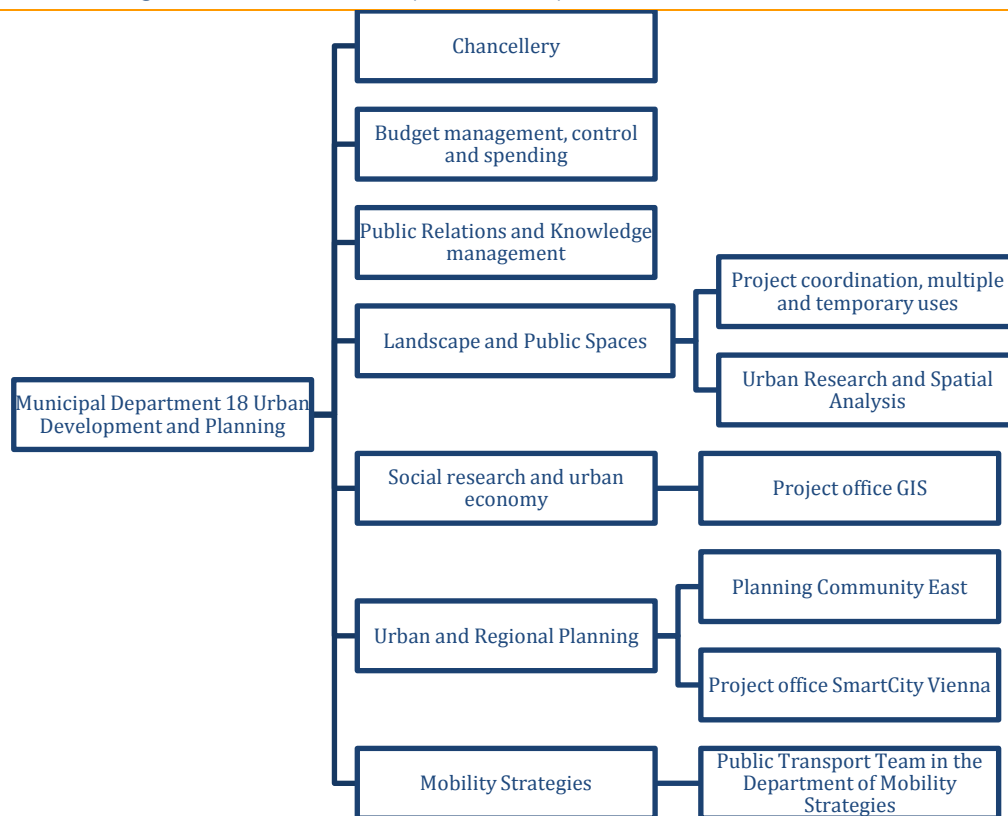 Chancellery
Budget management, control
and spending
Public Relations and Knowledge
management
Landscape and Public Spaces
Project coordination, multiple
and temporary uses
Urban Research and Spatial
Analysis
Municipal Department 18 Urban
Development and Planning
Social research and urban
economy
Project office GIS
Urban and Regional Planning
Planning Community East
Project office SmartCity Vienna
Mobility Strategies
Public Transport Team in the
Department of Mobility
Strategies